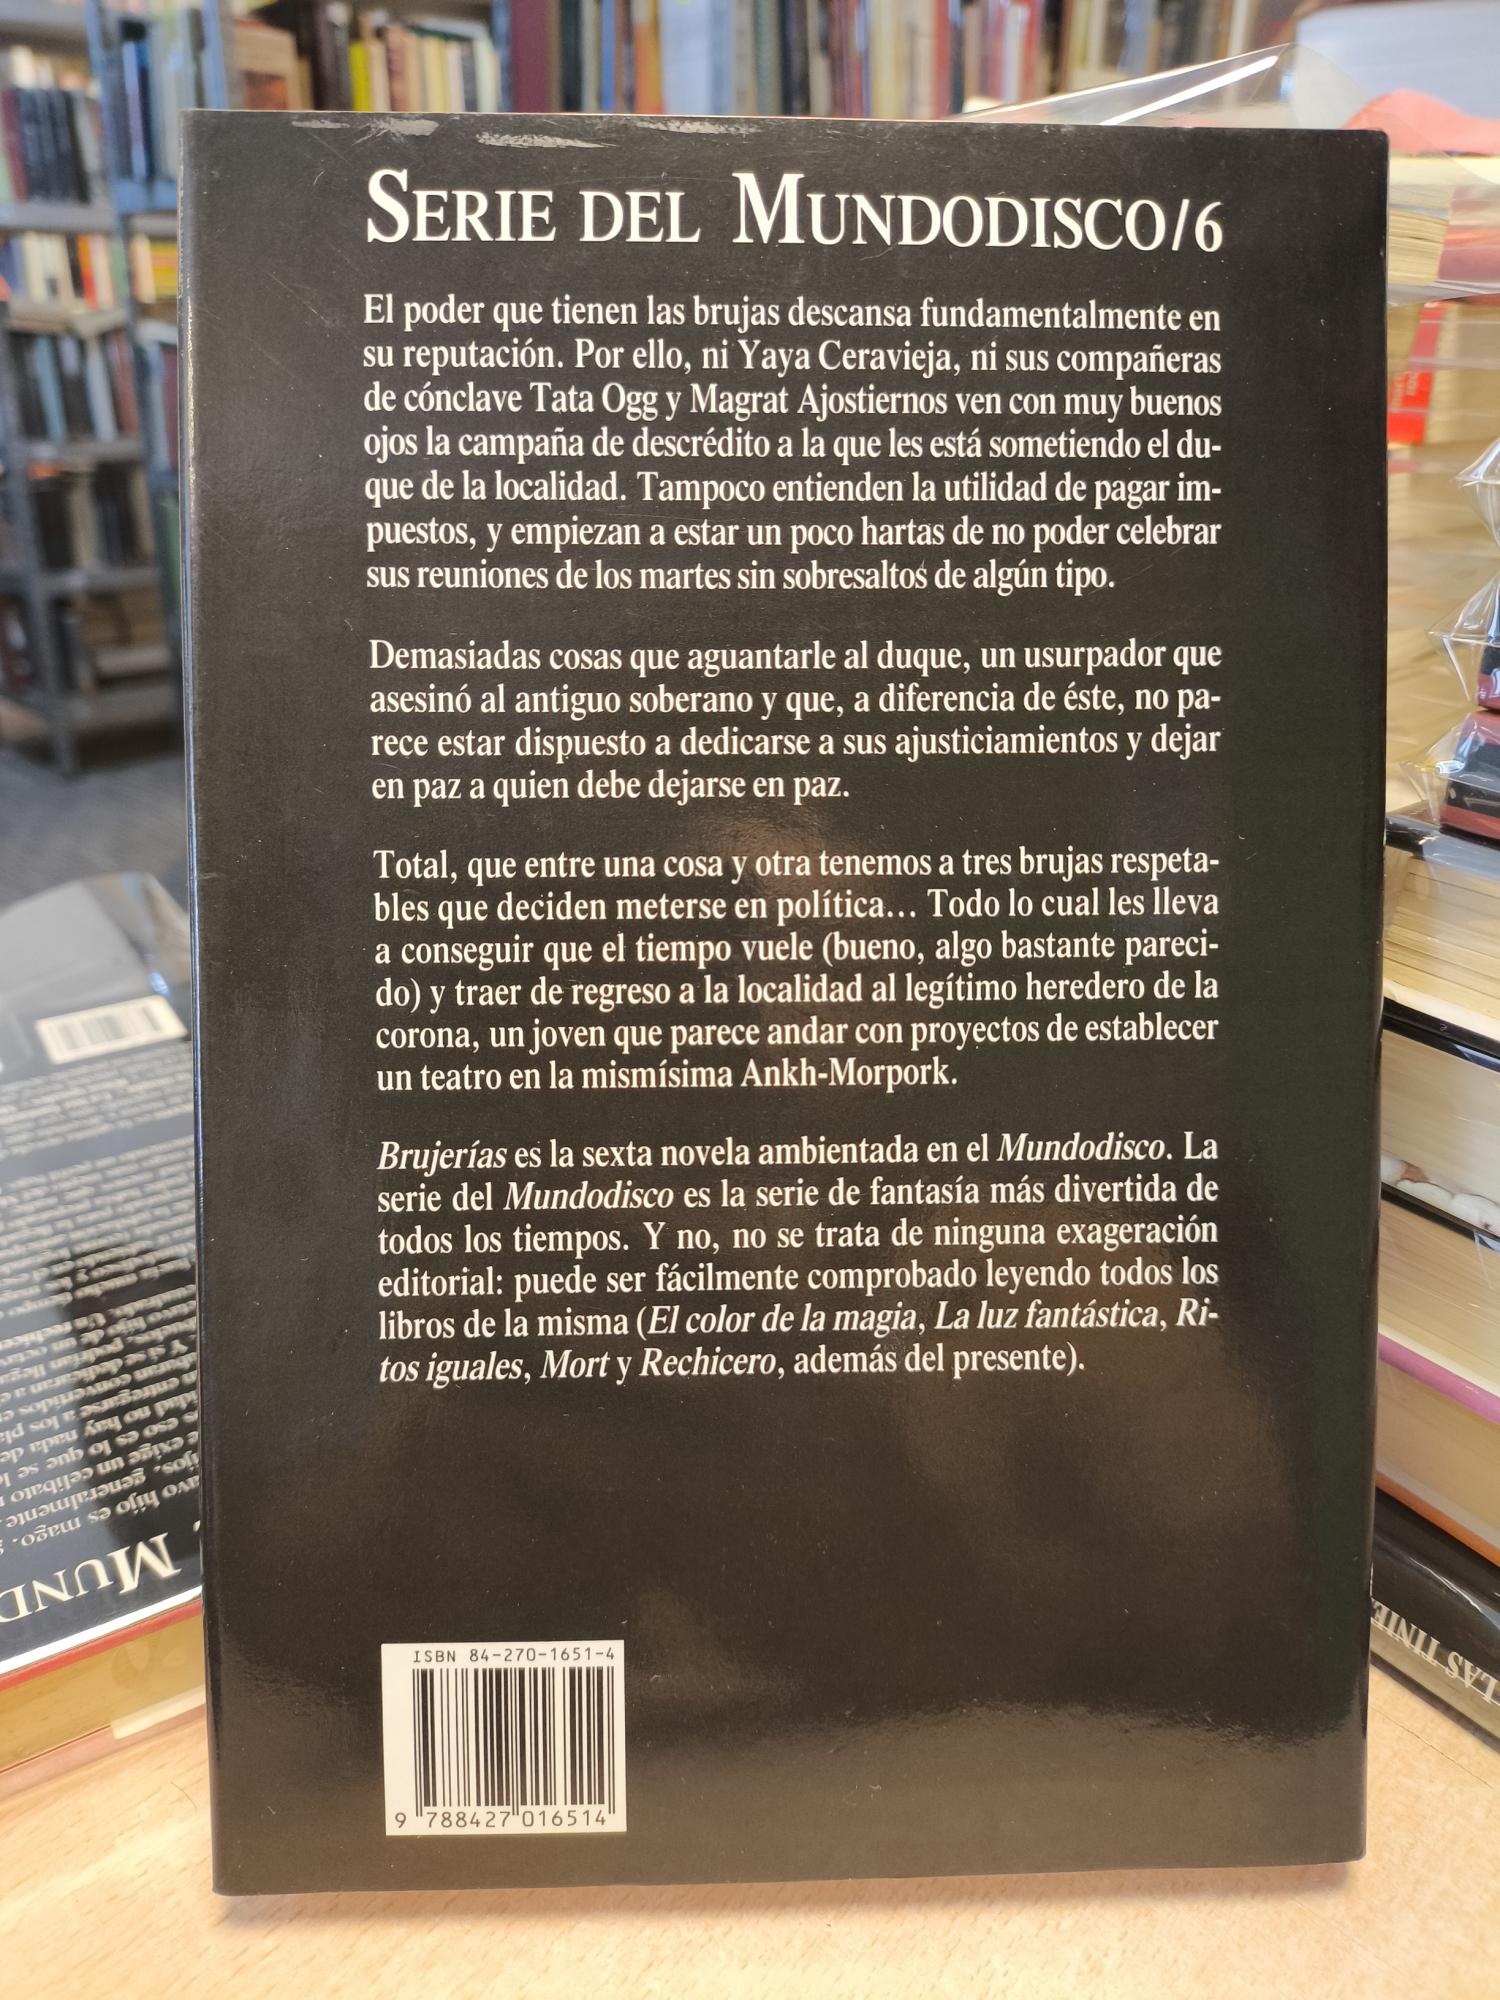 SERIE DEL MUNDODISCO/6
El poder que tienen las brujas descansa fundamentalmente en
su reputación. Por ello, ni Yaya Ceravieja, ni sus compañeras
de cónclave Tata Ogg y Magrat Ajostiernos ven con muy buenos
ojos la campaña de descrédito a la que les está sometiendo el du-
que de la localidad. Tampoco entienden la utilidad de pagar im-
puestos, y empiezan a estar un poco hartas de no poder celebrar
sus reuniones de los martes sin sobresaltos de algún tipo.
Demasiadas cosas que aguantarle al duque, un usurpador que
asesinó al antiguo soberano y que, a diferencia de éste, no pa-
rece estar dispuesto a dedicarse a sus ajusticiamientos y dejar
en paz a quien debe dejarse en paz.
Total, que entre una cosa y otra tenemos a tres brujas respeta-
bles que deciden meterse en política... Todo lo cual les lleva
a conseguir que el tiempo vuele (bueno, algo bastante pareci-
do) y traer de regreso a la localidad al legítimo heredero de la
corona, un joven que parece andar con proyectos de establecer
un teatro en la mismísima Ankh-Morpork.
Brujerías es la sexta novela ambientada en el Mundodisco. La
serie del Mundodisco es la serie de fantasía más divertida de
todos los tiempos. Y no, no se trata de ninguna exageración
editorial: puede ser fácilmente comprobado leyendo todos los
libros de la misma (El color de la magia, La luz fantástica, Ri-
tos iguales, Mort y Rechicero, además del presente).
ISBN 84-270-1651-4
9 788427 016514